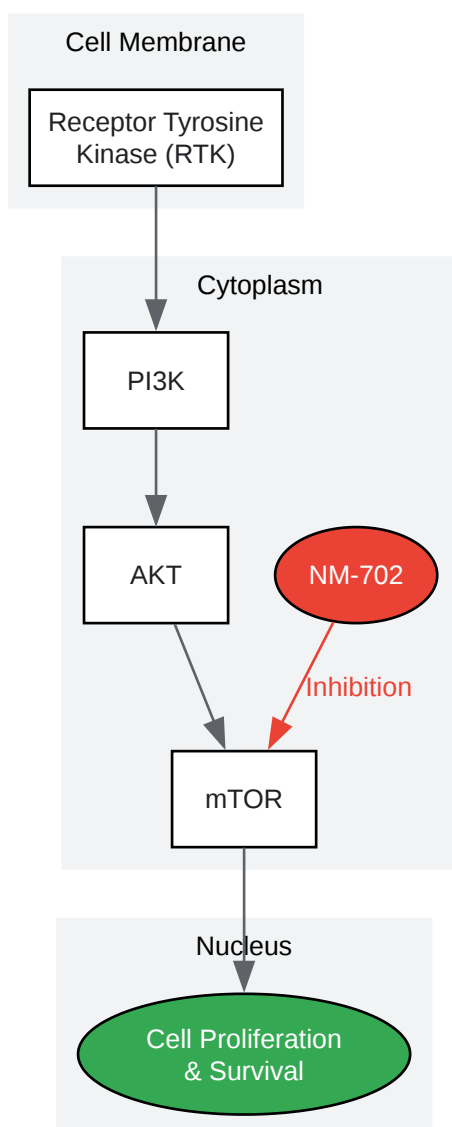 Cell Membrane
Receptor Tyrosine
Kinase (RTK)
Cytoplasm
PI3K
AKT
NM-702
Inhibition
mTOR
Nucleus
Cell Proliferation
& Survival